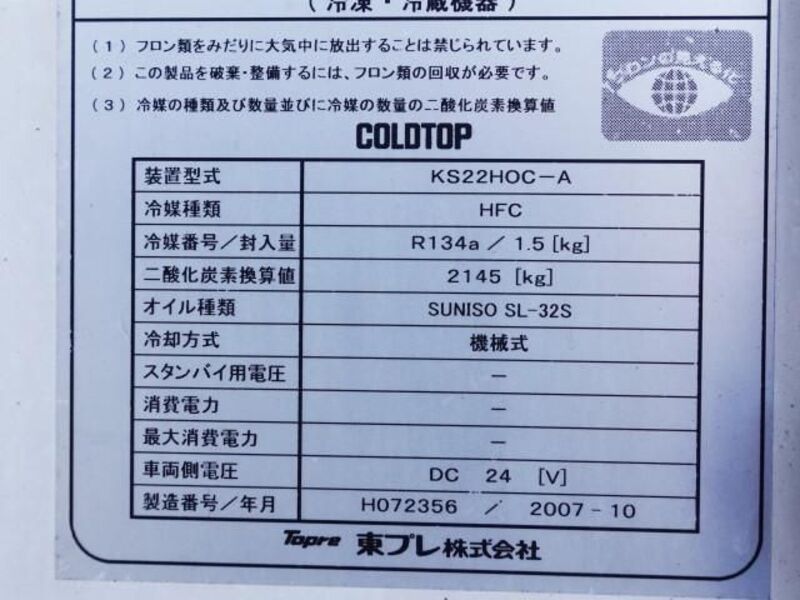 ( 冷凍・冷蔵機器 )
(1) フロン類をみだりに大気中に放出することは禁じられています。
(2) この製品を破棄・整備するには、フロン類の回収が必要です。
(3) 冷媒の種類及び数量並びに冷媒の数量の二酸化炭素換算値
フロンの見える化
COLDTOP
装置型式 KS22HOC-A
冷媒種類 HFC
冷媒番号/封入量 R134a / 1.5 [kg]
二酸化炭素換算値 2145 [kg]
オイル種類 SUNISO SL-32S
冷却方式 機械式
スタンバイ用電圧 -
消費電力 -
最大消費電力 -
車両側電圧 DC 24 [V]
製造番号/年月 H072356 / 2007-10
Topre 東プレ株式会社